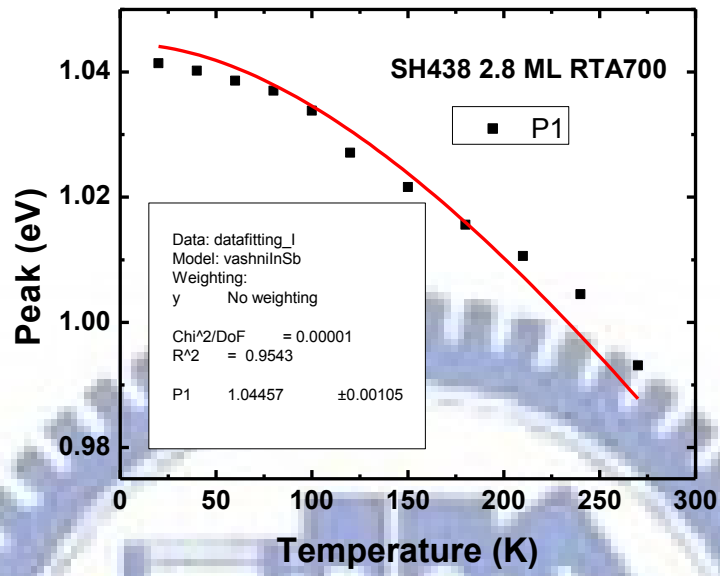 SH438 2.8 ML RTA700
P1
1.04
1.02
1.00
0.98
Peak (eV)
Data: datafitting_I
Model: vashniInSb
Weighting:
y No weighting
Chi^2/DoF = 0.00001
R^2 = 0.9543
P1 1.04457 ±0.00105
0 50 100 150 200 250 300
Temperature (K)